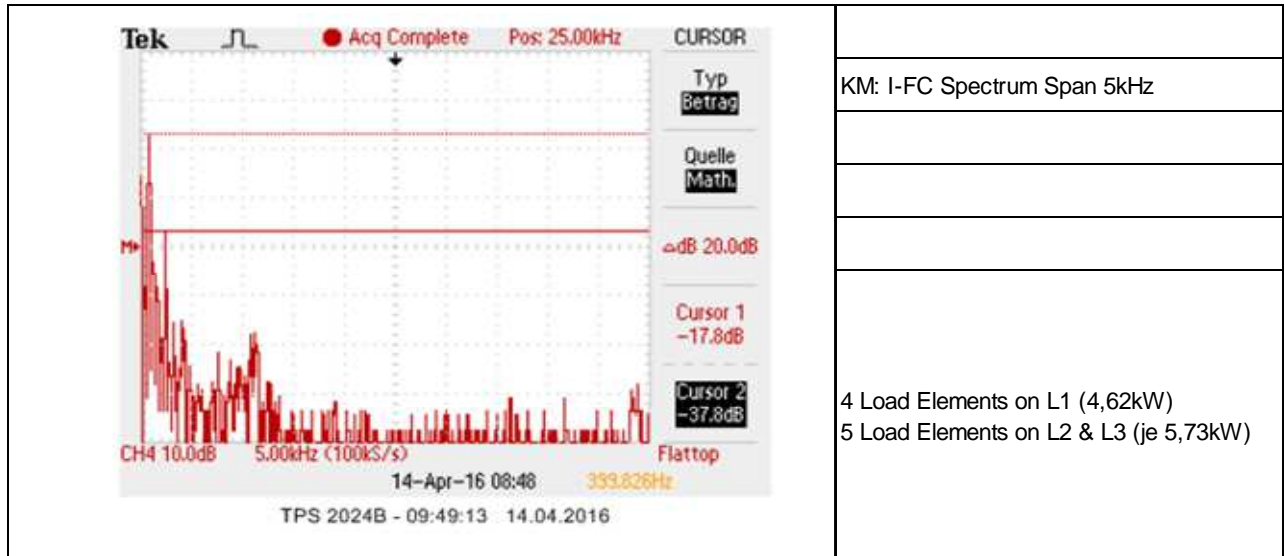 Tek Acq Complete Pos: 25.00kHz CURSOR
Typ
Betrag
Quelle
Math.
M
ΔdB 20.0dB
Cursor 1
−17.8dB
Cursor 2
−37.8dB
CH4 10.0dB 5.00kHz (100kS/s) Flattop
14-Apr-16 08:48 399.826Hz
TPS 2024B - 09:49:13 14.04.2016
KM: I-FC Spectrum Span 5kHz
4 Load Elements on L1 (4,62kW)
5 Load Elements on L2 & L3 (je 5,73kW)